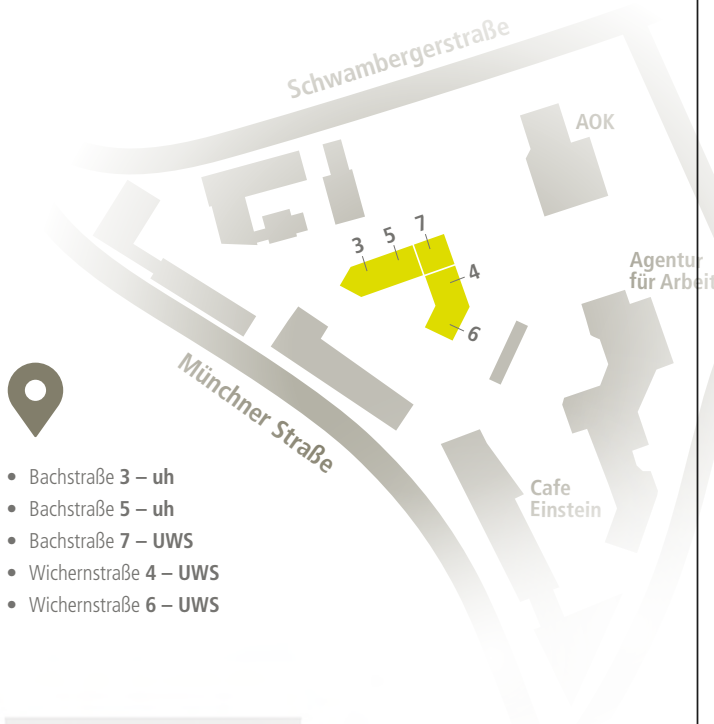 Schwambergerstraße
AOK
7
5
3
4
Agentur
für Arbeit
6
Münchner Straße
• Bachstraße 3 – uh
• Bachstraße 5 – uh
• Bachstraße 7 – UWS
• Wichernstraße 4 – UWS
• Wichernstraße 6 – UWS
Cafe
Einstein